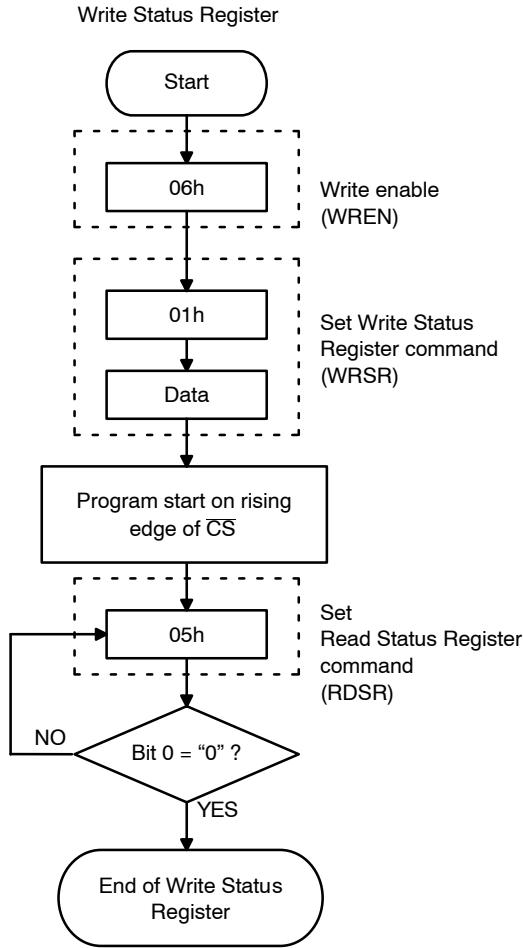 Write Status Register
Start
06h
Write enable
(WREN)
01h
Set Write Status
Register command
(WRSR)
Data
Program start on rising
edge of C̅S̅
05h
Set
Read Status Register
command
(RDSR)
NO
Bit 0 = “0” ?
YES
End of Write Status
Register